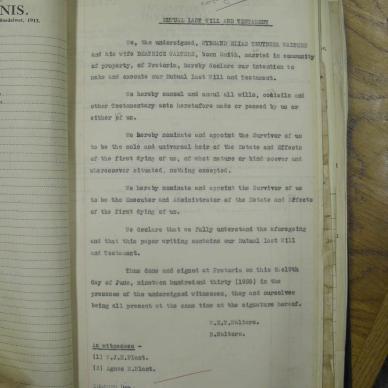 NIS.
MUTUAL LAST WILL AND TESTAMENT
We, the undersigned,
and his wife BEATRICE WALTERS, born Smith, married in community
of property, of Pretoria, hereby declare our intention to
make and execute our Mutual Last Will and Testament.
We hereby cancel and annul all wills, codicils and
other Testamentary acts heretofore made or passed by us or
either of us.
We hereby nominate and appoint the Survivor of us
to be the sole and universal heir of the Estate and Effects
of the first dying of us, of what nature or kind soever and
wheresoever situated, nothing excepted.
We hereby nominate and appoint the Survivor of us
to be the Executor and Administrator of the Estate and Effects
of the first dying of us.
We declare that we fully understand the aforegoing
and that this paper writing contains our Mutual Last Will
and Testament.
Thus done and signed at Pretoria on this
day of June, nineteen hundred and thirty in the
presence of the undersigned witnesses, they and ourselves
being all present at the same time at the signature hereof.
Walters.
B.Walters.
As witnesses -
(1) Plast.
(2) Agnes Plast.